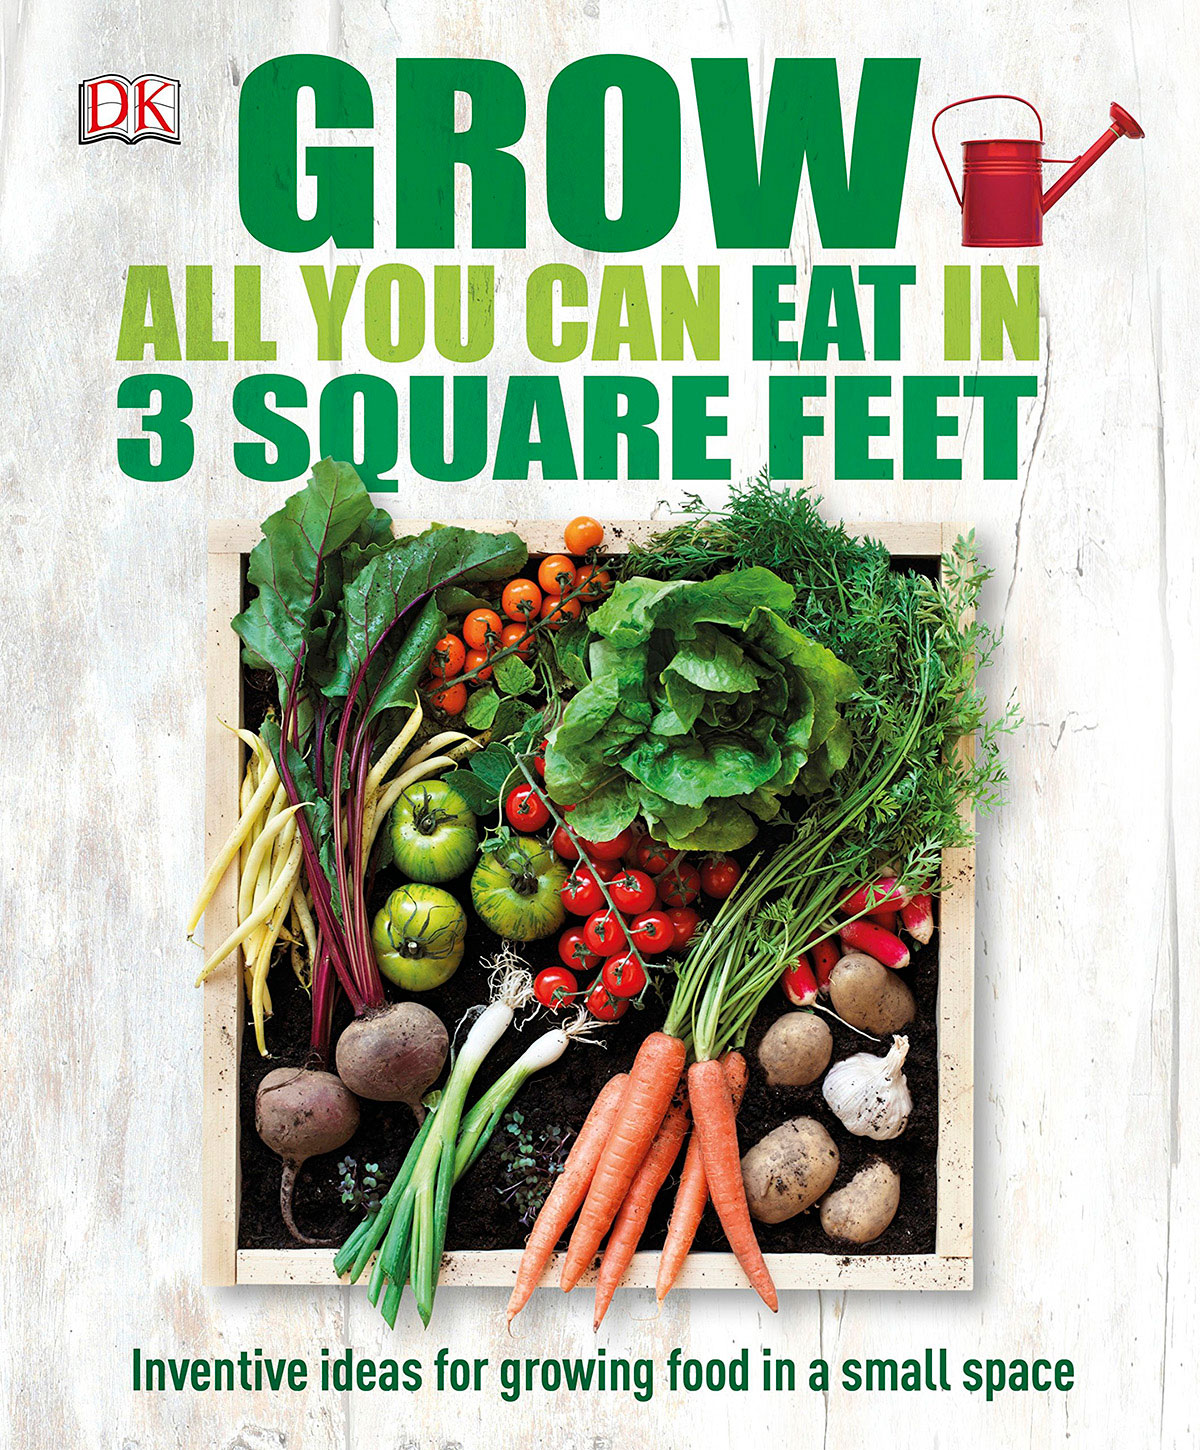 DK
GROW
ALL YOU CAN EAT IN
3 SQUARE FEET
Inventive ideas for growing food in a small space